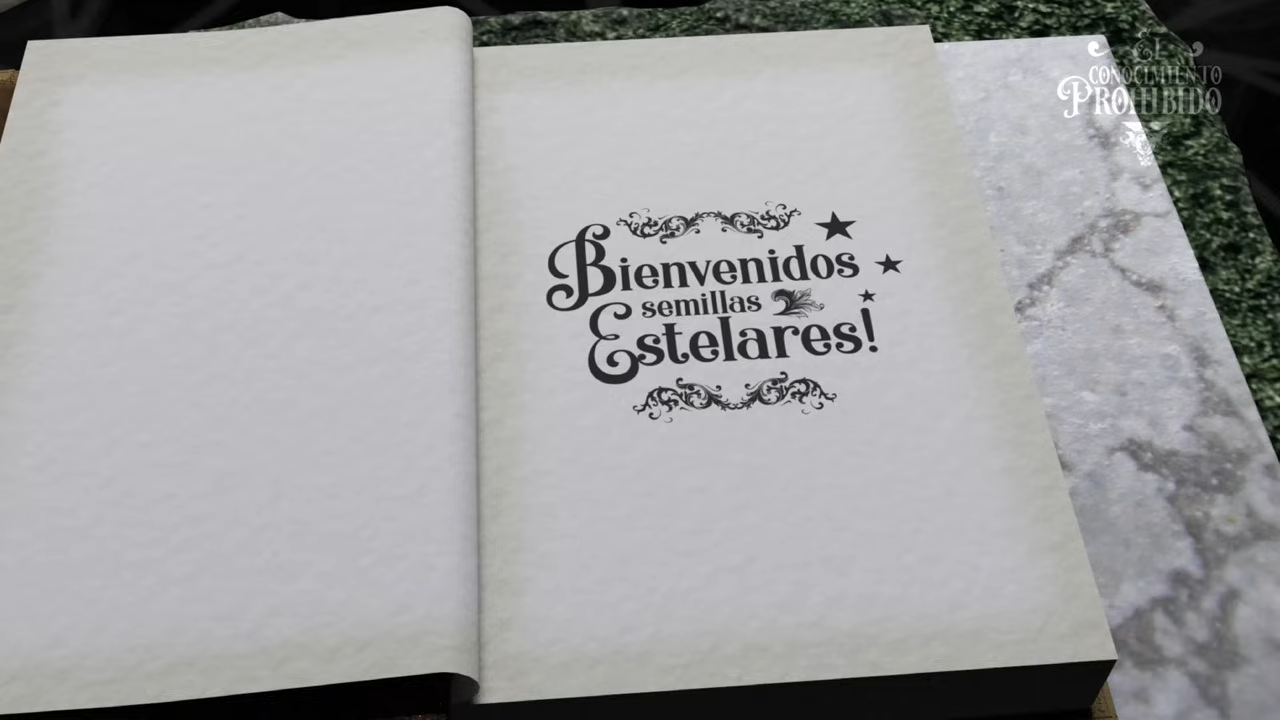 EL
CONOCIMIENTO
PROHIBIDO
Bienvenidos
semillas
Estelares!